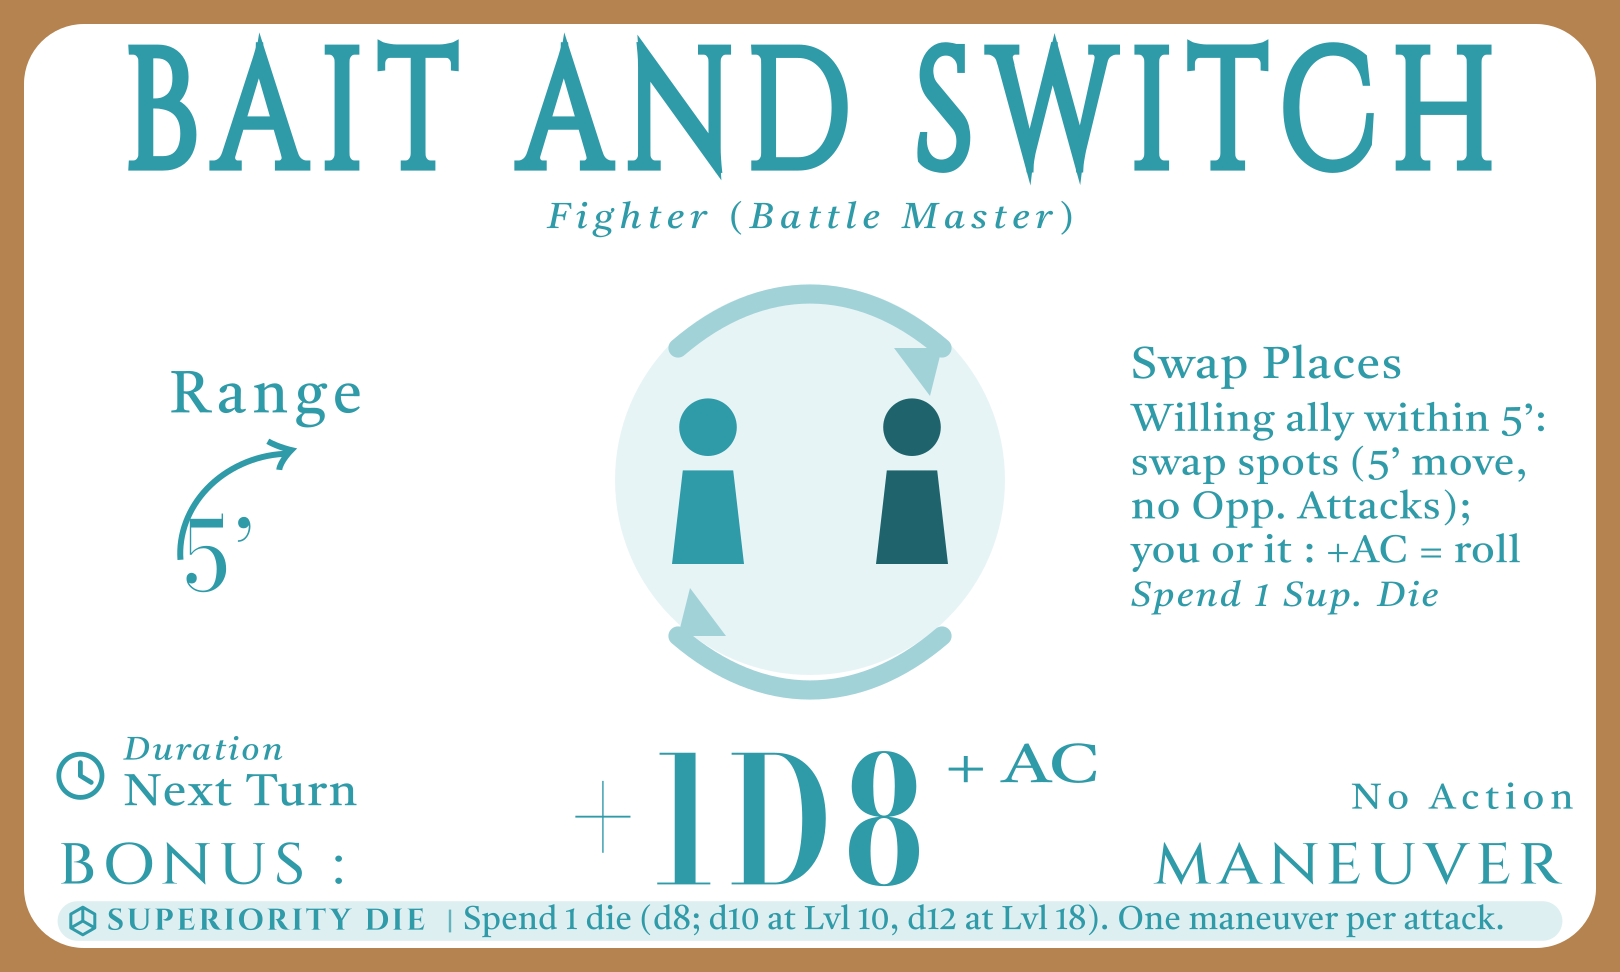 BAIT AND SWITCH
Fighter (Battle Master)
Range
5’
Swap Places
Willing ally within 5’:
swap spots (5’ move,
no Opp. Attacks);
you or it : +AC = roll
Spend 1 Sup. Die
Duration
Next Turn
BONUS :
+1D8 + AC
No Action
MANEUVER
SUPERIORITY DIE | Spend 1 die (d8; d10 at Lvl 10, d12 at Lvl 18). One maneuver per attack.